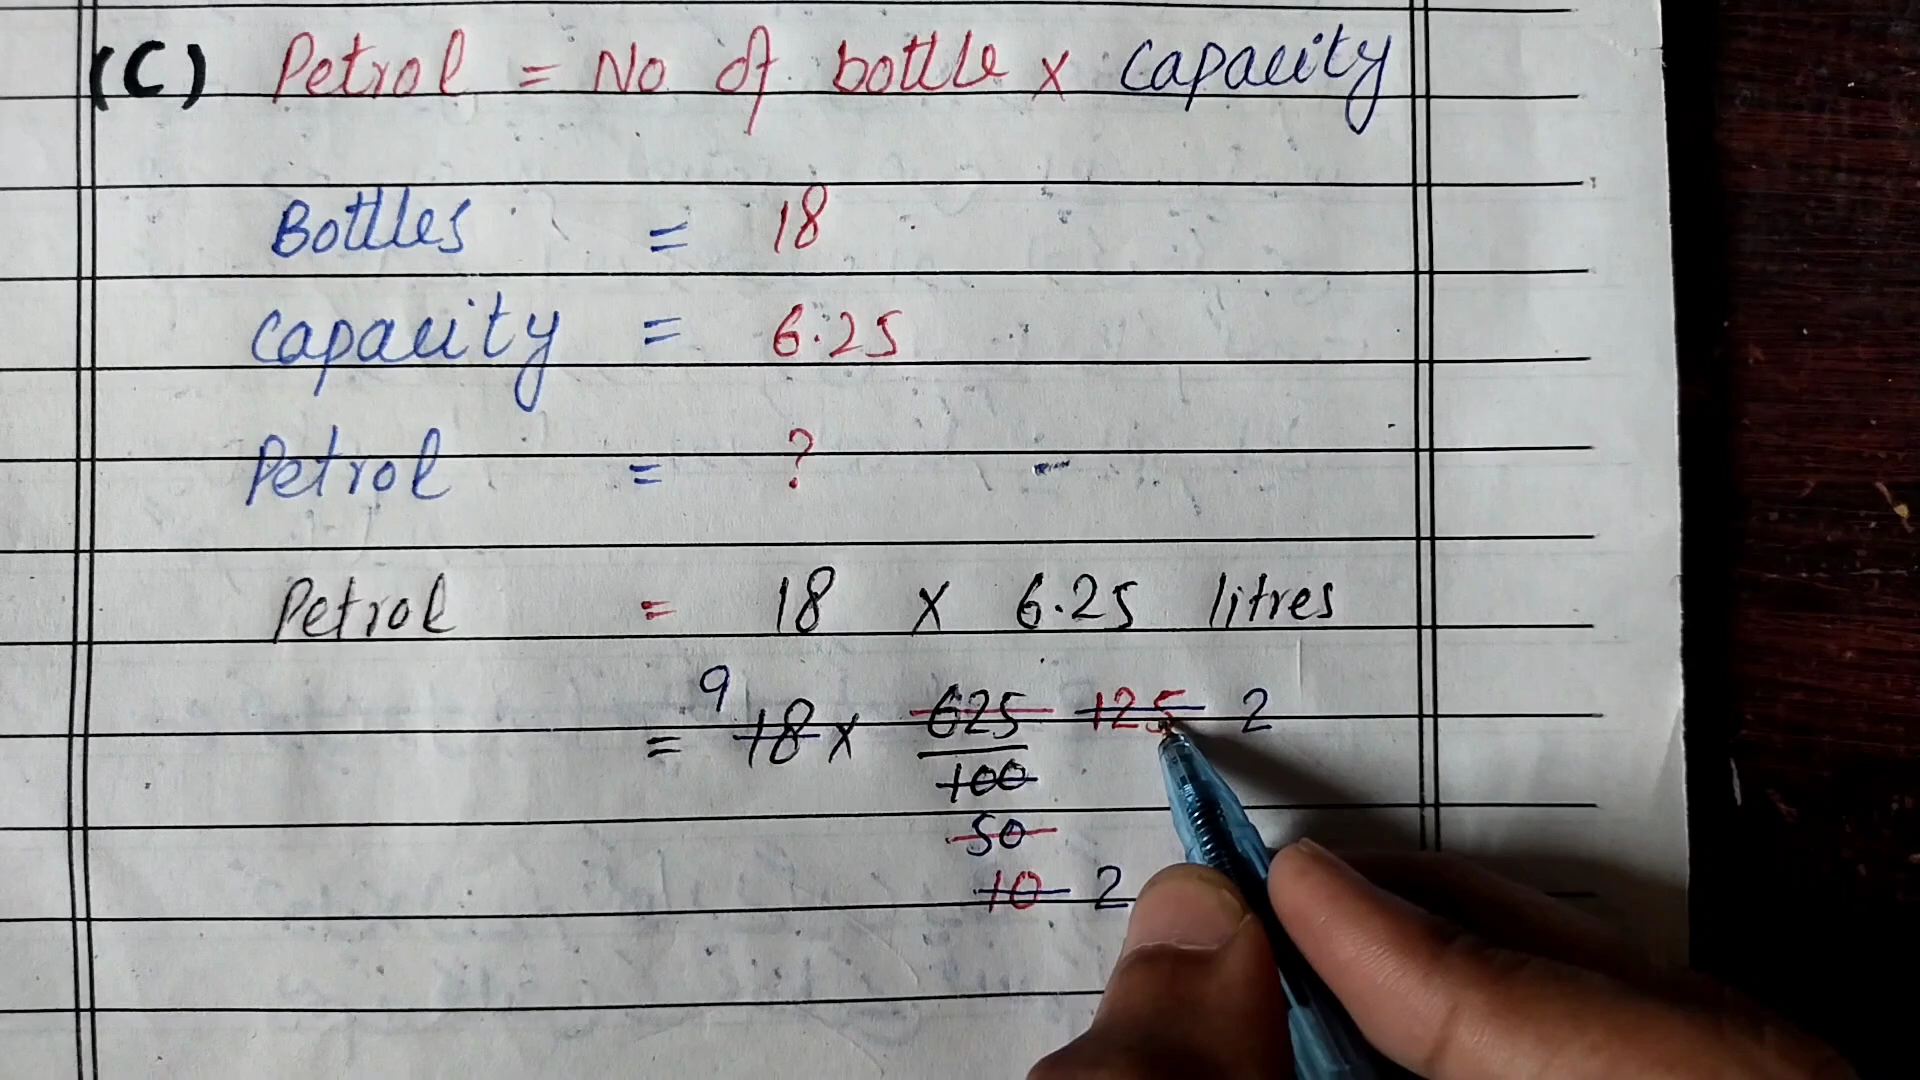 (C) Petrol = No of bottle x capacity
Bottles = 18
capacity = 6.25
Petrol = ?
Petrol = 18 x 6.25 litres
9
= 18 x 625 125 2
100
50
10 2